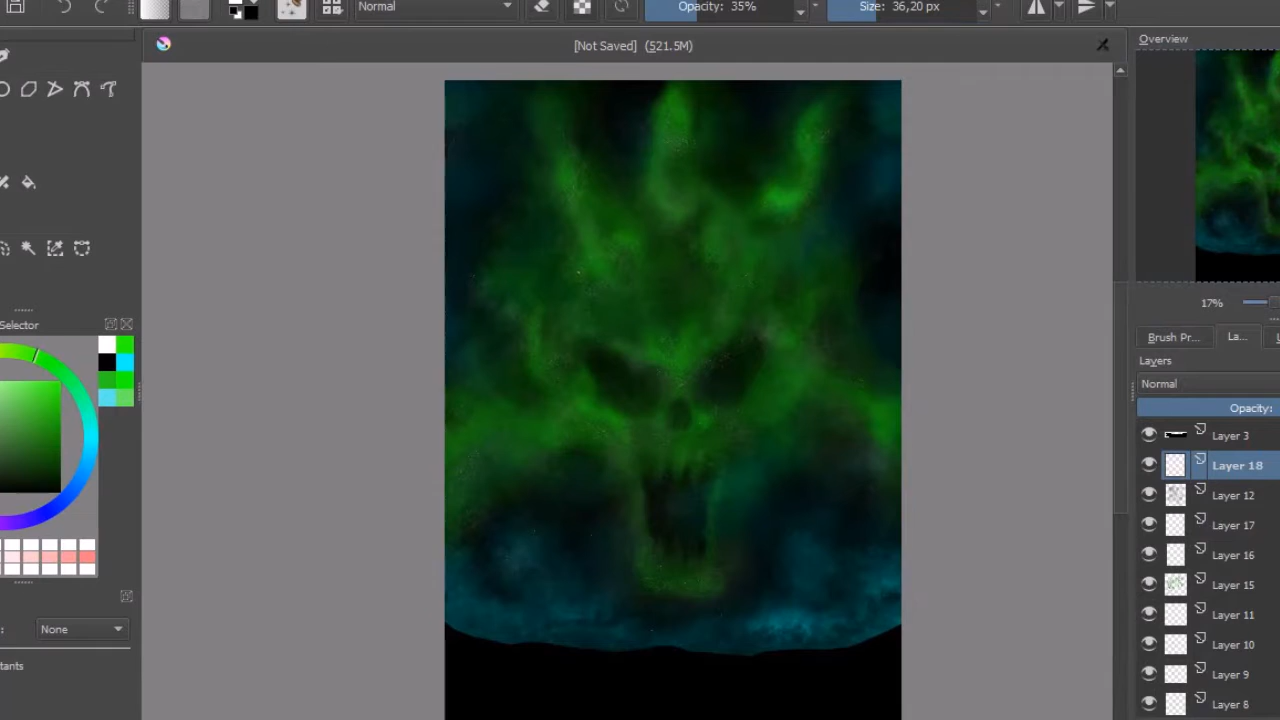 Normal
Opacity: 35%
Size: 36,20 px
[Not Saved] (521.5M)
Overview
17%
Selector
Brush Pr...
La...
Layers
Normal
Opacity:
Layer 3
Layer 18
Layer 12
Layer 17
Layer 16
Layer 15
Layer 11
Layer 10
Layer 9
Layer 8
None
tants